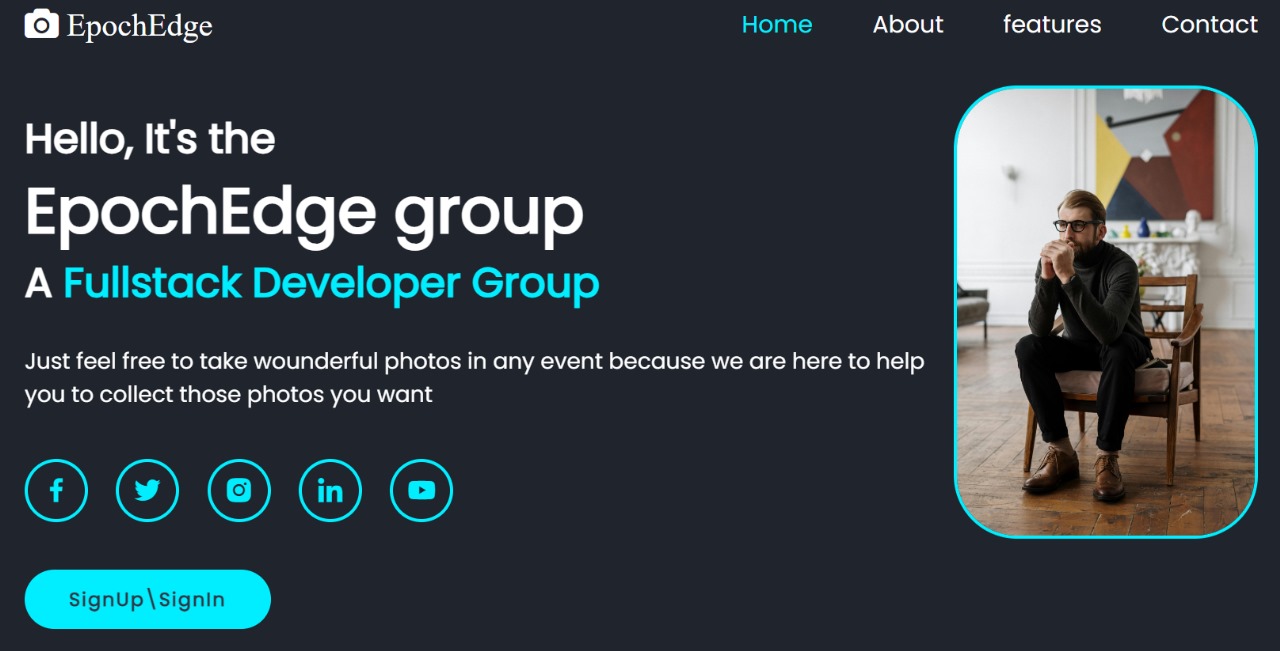 EpochEdge
Home About features Contact
Hello, It's the
EpochEdge group
A Fullstack Developer Group
Just feel free to take wounderful photos in any event because we are here to help
you to collect those photos you want
SignUp\SignIn